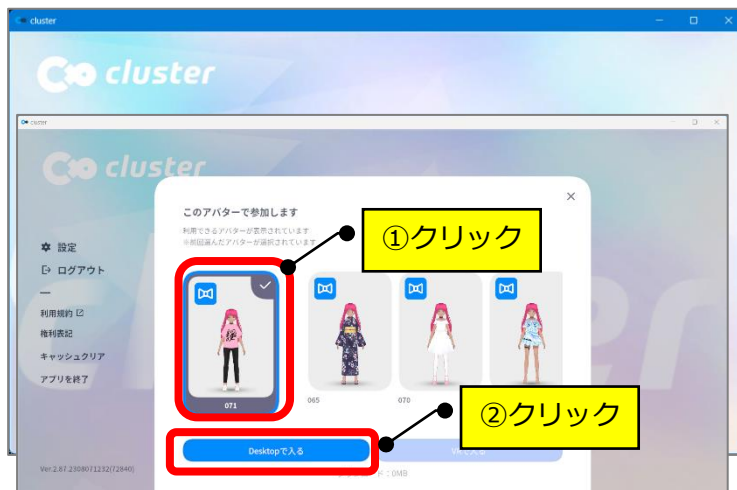 cluster
cluster
cluster
cluster
このアバターで参加します
利用できるアバターが表示されています
※前回選んだアバターが選択されています
①クリック
設定
ログアウト
利用規約
権利表記
キャッシュクリア
アプリを終了
071
065
070
②クリック
Desktopで入る
VRで入る
Ver.2.87.2308071232(72840)
：0MB